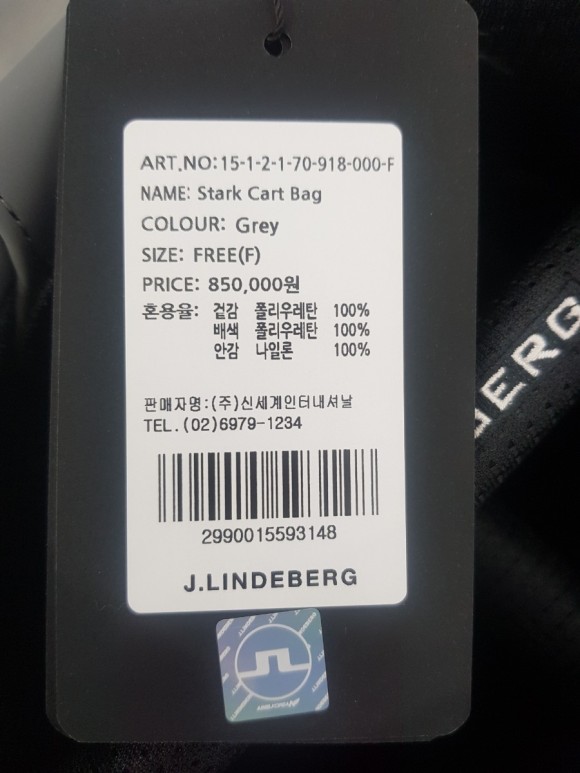 ART.NO:15-1-2-1-70-918-000-F
NAME: Stark Cart Bag
COLOUR: Grey
SIZE: FREE(F)
PRICE: 850,000원
혼용율: 겉감 폴리우레탄 100%
배색 폴리우레탄 100%
안감 나일론 100%
판매자명:(주)신세계인터내셔날
TEL.(02)6979-1234
2990015593148
J.LINDEBERG
BERG